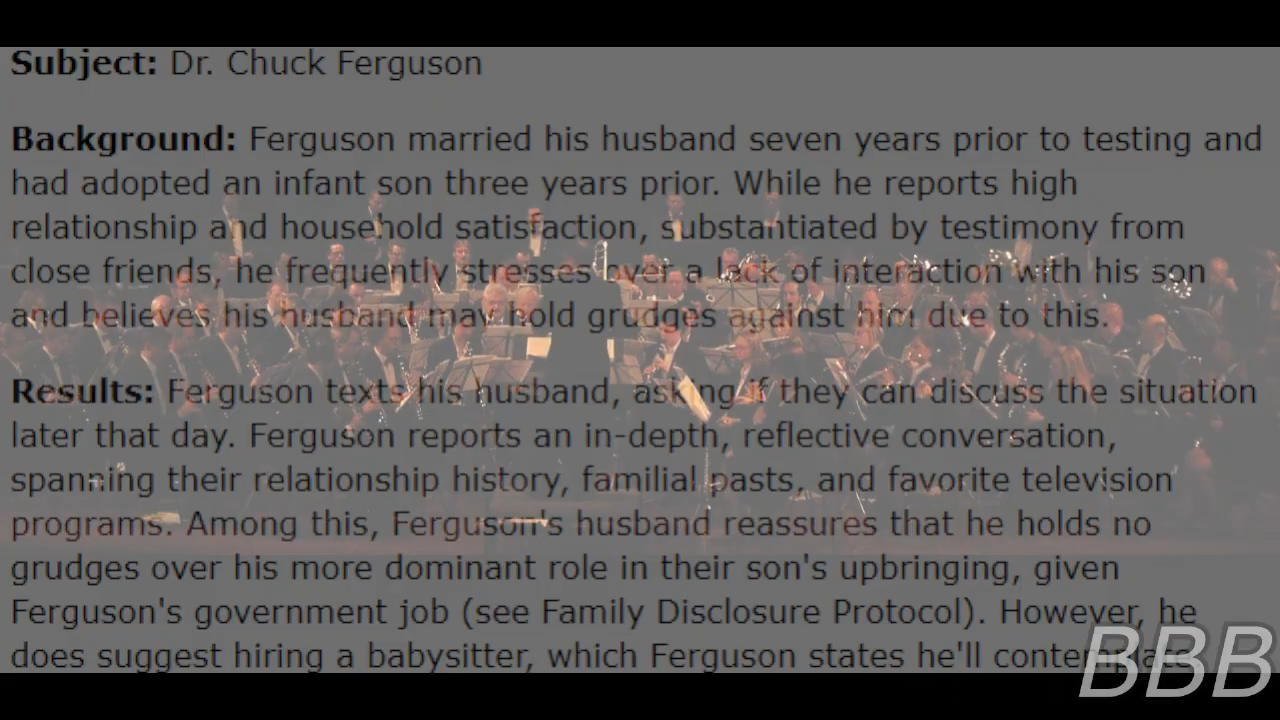 Subject: Dr. Chuck Ferguson
Background: Ferguson married his husband seven years prior to testing and
had adopted an infant son three years prior. While he reports high
relationship and household satisfaction, substantiated by testimony from
close friends, he frequently stresses over a lack of interaction with his son
and believes his husband may hold grudges against him due to this.
Results: Ferguson texts his husband, asking if they can discuss the situation
later that day. Ferguson reports an in-depth, reflective conversation,
spanning their relationship history, familial pasts, and favorite television
programs. Among this, Ferguson's husband reassures that he holds no
grudges over his more dominant role in their son's upbringing, given
Ferguson's government job (see Family Disclosure Protocol). However, he
does suggest hiring a babysitter, which Ferguson states he'll contemplate.
BBB